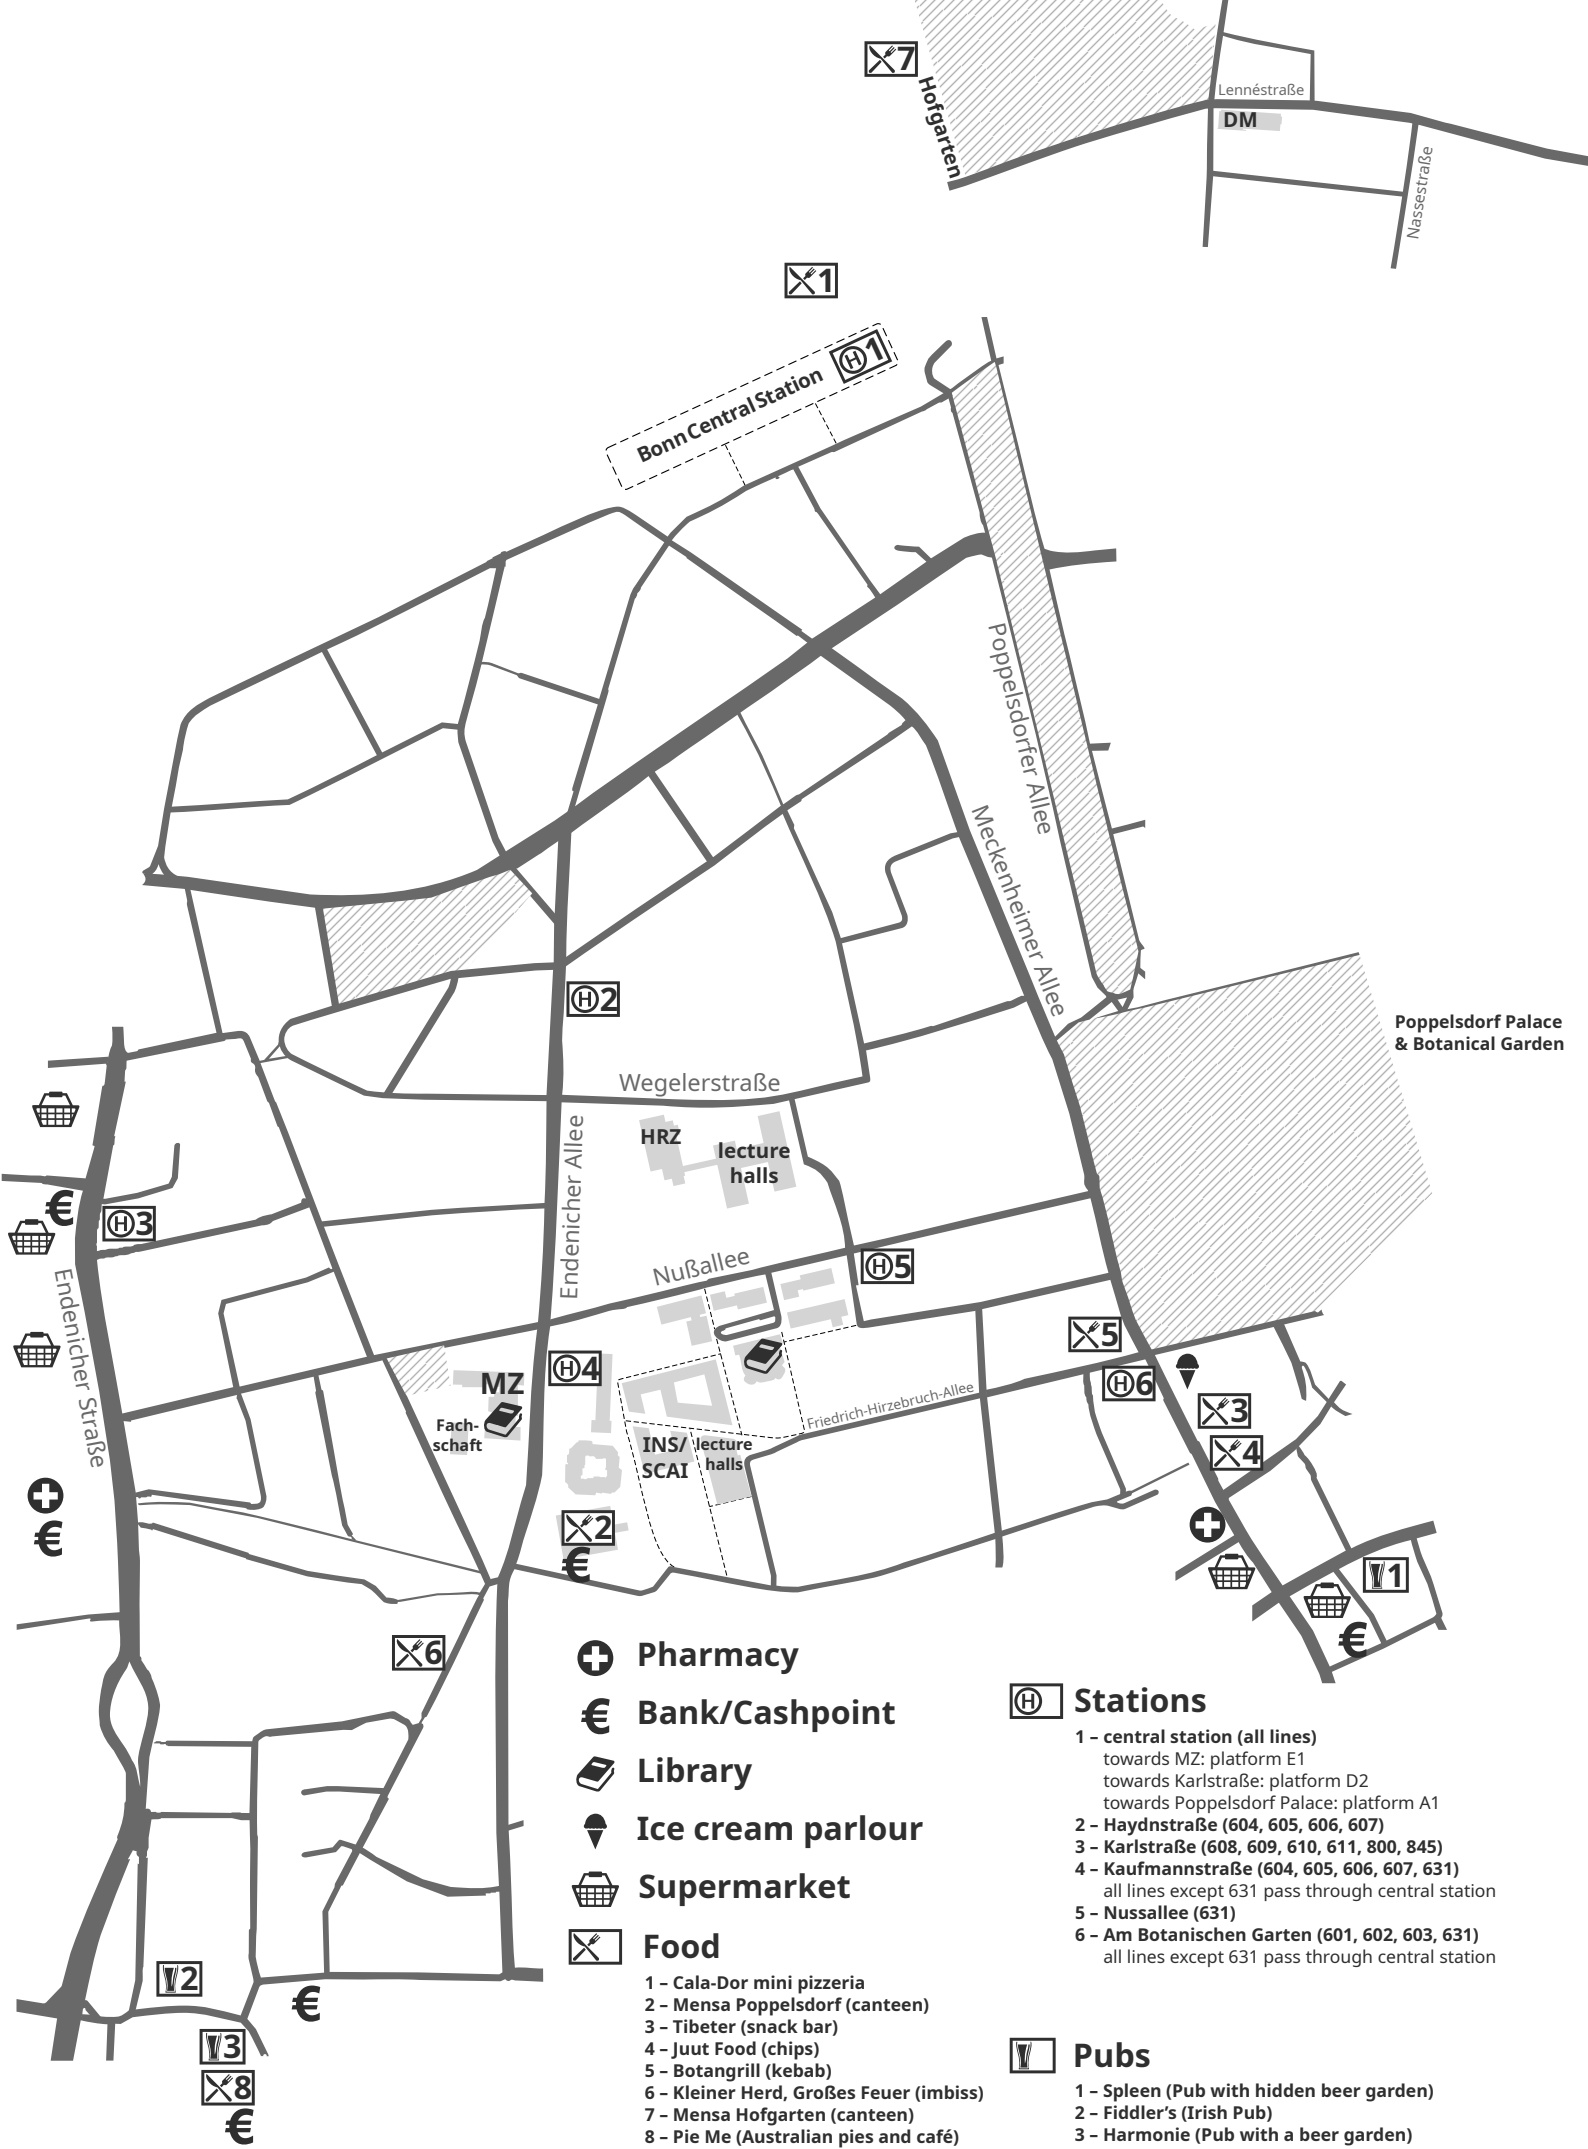 7
Hofgarten
Lennéstraße
DM
Nassestraße
1
Bonn Central Station
H 1
Poppelsdorfer Allee
Meckenheimer Allee
H 2
Poppelsdorf Palace
& Botanical Garden
Wegelerstraße
HRZ
lecture
halls
Endenicher Allee
€
H 3
Nußallee
H 5
Endenicher Straße
5
H 4
MZ
H 6
Friedrich-Hirzebruch-Allee
3
Fach-
schaft
INS/
SCAI
lecture
halls
4
€
2
€
1
€
6
2
€
3
8
€
Pharmacy
€ Bank/Cashpoint
Library
Ice cream parlour
Supermarket
Food
1 – Cala-Dor mini pizzeria
2 – Mensa Poppelsdorf (canteen)
3 – Tibeter (snack bar)
4 – Juut Food (chips)
5 – Botangrill (kebab)
6 – Kleiner Herd, Großes Feuer (imbiss)
7 – Mensa Hofgarten (canteen)
8 – Pie Me (Australian pies and café)
H Stations
1 – central station (all lines)
towards MZ: platform E1
towards Karlstraße: platform D2
towards Poppelsdorf Palace: platform A1
2 – Haydnstraße (604, 605, 606, 607)
3 – Karlstraße (608, 609, 610, 611, 800, 845)
4 – Kaufmannstraße (604, 605, 606, 607, 631)
all lines except 631 pass through central station
5 – Nussallee (631)
6 – Am Botanischen Garten (601, 602, 603, 631)
all lines except 631 pass through central station
Pubs
1 – Spleen (Pub with hidden beer garden)
2 – Fiddler’s (Irish Pub)
3 – Harmonie (Pub with a beer garden)